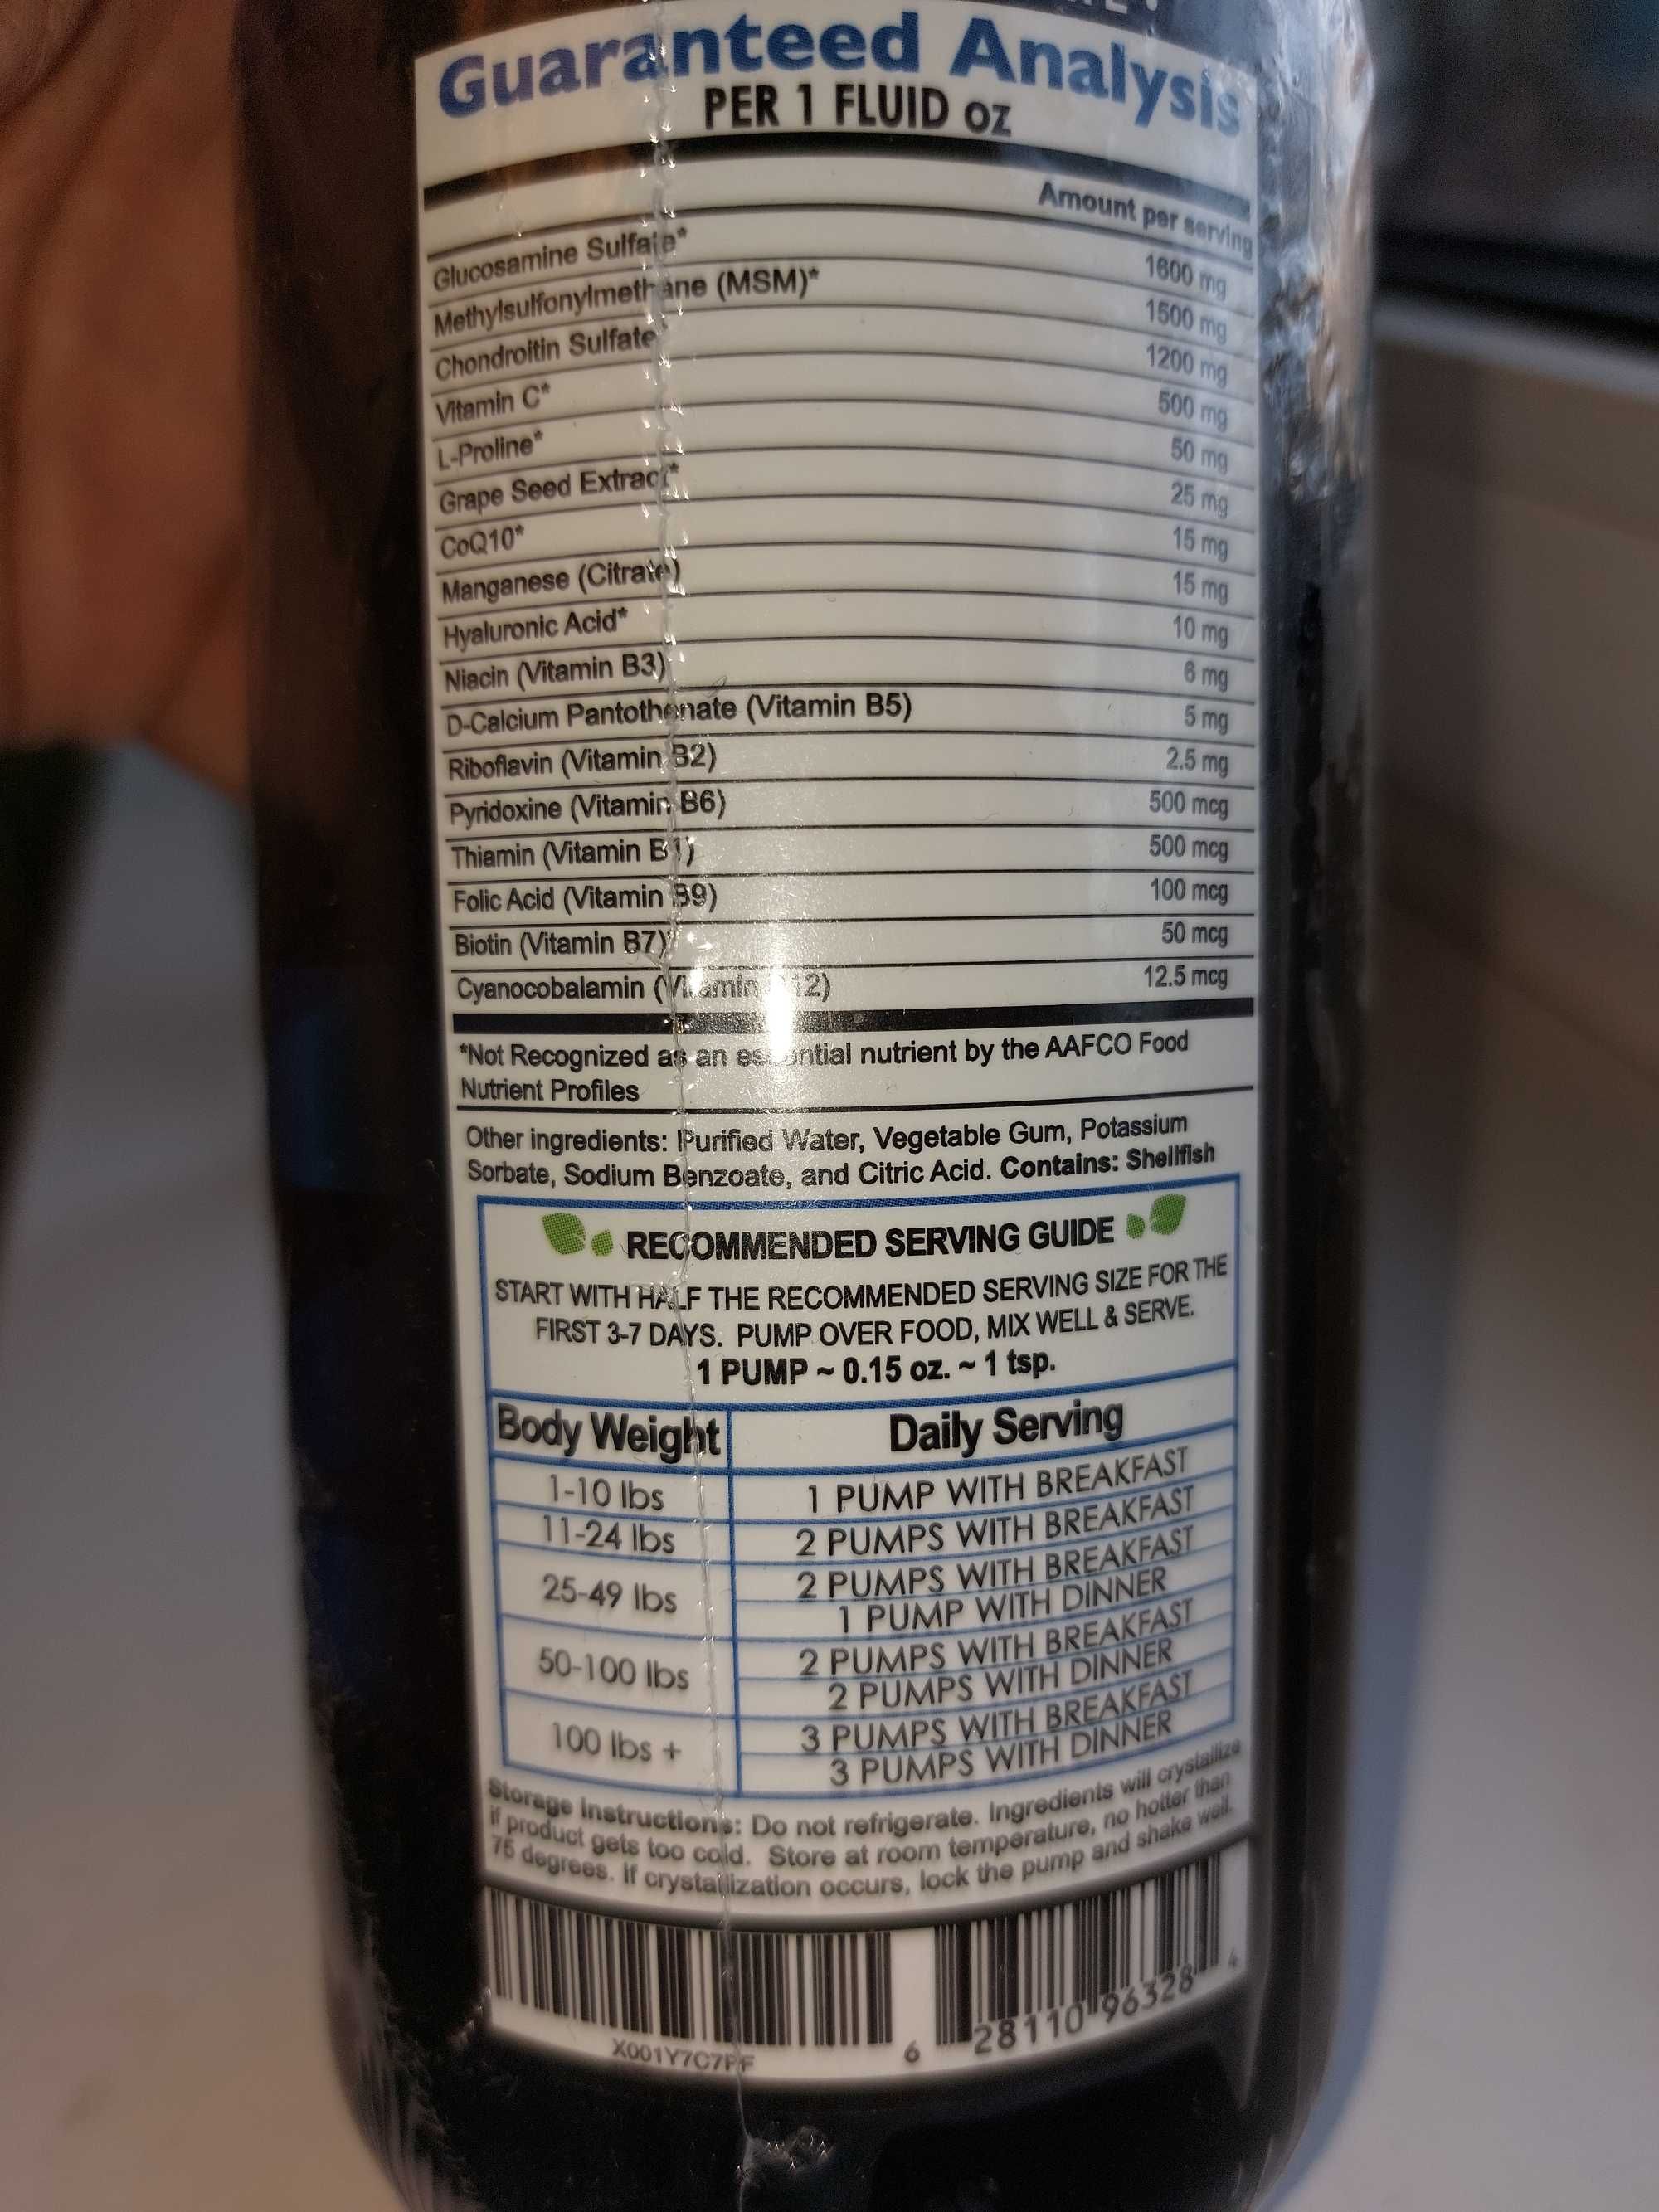 Guaranteed Analysis
PER 1 FLUID oz
Amount per serving
Glucosamine Sulfate* 1600 mg
Methylsulfonylmethane (MSM)* 1500 mg
Chondroitin Sulfate* 1200 mg
Vitamin C* 500 mg
L-Proline* 50 mg
Grape Seed Extract* 25 mg
CoQ10* 15 mg
Manganese (Citrate) 15 mg
Hyaluronic Acid* 10 mg
Niacin (Vitamin B3) 6 mg
D-Calcium Pantothenate (Vitamin B5) 5 mg
Riboflavin (Vitamin B2) 2.5 mg
Pyridoxine (Vitamin B6) 500 mcg
Thiamin (Vitamin B1) 500 mcg
Folic Acid (Vitamin B9) 100 mcg
Biotin (Vitamin B7)* 50 mcg
Cyanocobalamin (Vitamin B12) 12.5 mcg
*Not Recognized as an essential nutrient by the AAFCO Food
Nutrient Profiles
Other ingredients: Purified Water, Vegetable Gum, Potassium
Sorbate, Sodium Benzoate, and Citric Acid. Contains: Shellfish
RECOMMENDED SERVING GUIDE
START WITH HALF THE RECOMMENDED SERVING SIZE FOR THE
FIRST 3-7 DAYS. PUMP OVER FOOD, MIX WELL & SERVE.
1 PUMP ~ 0.15 oz. ~ 1 tsp.
Body Weight Daily Serving
1-10 lbs 1 PUMP WITH BREAKFAST
11-24 lbs 2 PUMPS WITH BREAKFAST
25-49 lbs 2 PUMPS WITH BREAKFAST
1 PUMP WITH DINNER
50-100 lbs 2 PUMPS WITH BREAKFAST
2 PUMPS WITH DINNER
100 lbs + 3 PUMPS WITH BREAKFAST
3 PUMPS WITH DINNER
Storage Instructions: Do not refrigerate. Ingredients will crystallize
if product gets too cold. Store at room temperature, no hotter than
75 degrees. If crystallization occurs, lock the pump and shake well.
6 28110 96328 4